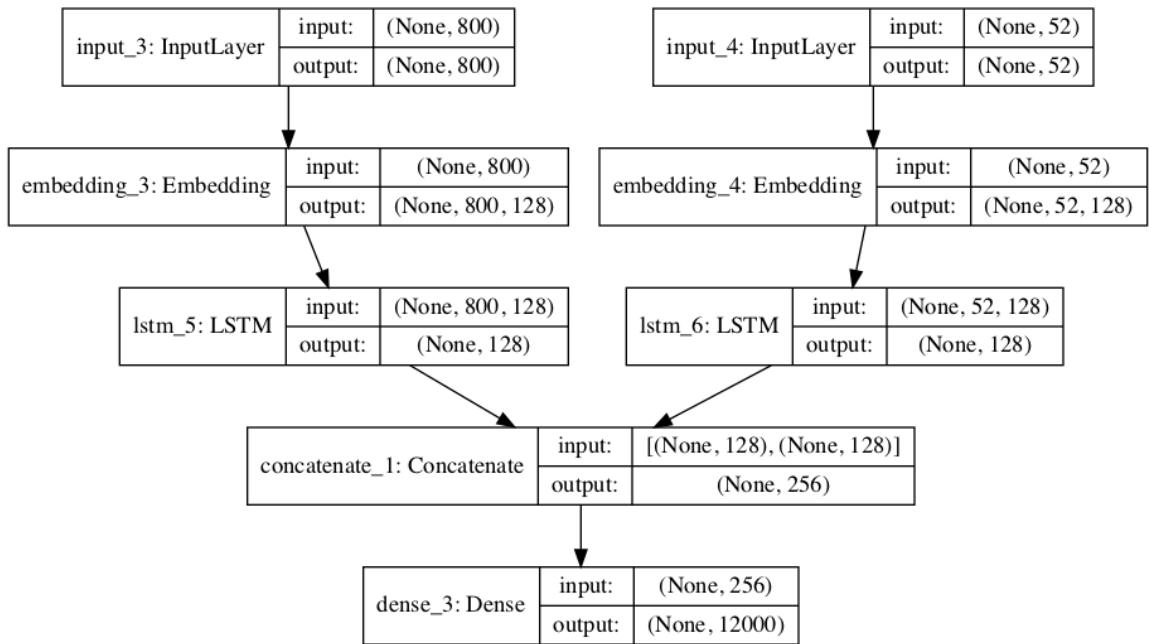 input_3: InputLayer
input: (None, 800)
output: (None, 800)
input_4: InputLayer
input: (None, 52)
output: (None, 52)
embedding_3: Embedding
input: (None, 800)
output: (None, 800, 128)
embedding_4: Embedding
input: (None, 52)
output: (None, 52, 128)
lstm_5: LSTM
input: (None, 800, 128)
output: (None, 128)
lstm_6: LSTM
input: (None, 52, 128)
output: (None, 128)
concatenate_1: Concatenate
input: [(None, 128), (None, 128)]
output: (None, 256)
dense_3: Dense
input: (None, 256)
output: (None, 12000)